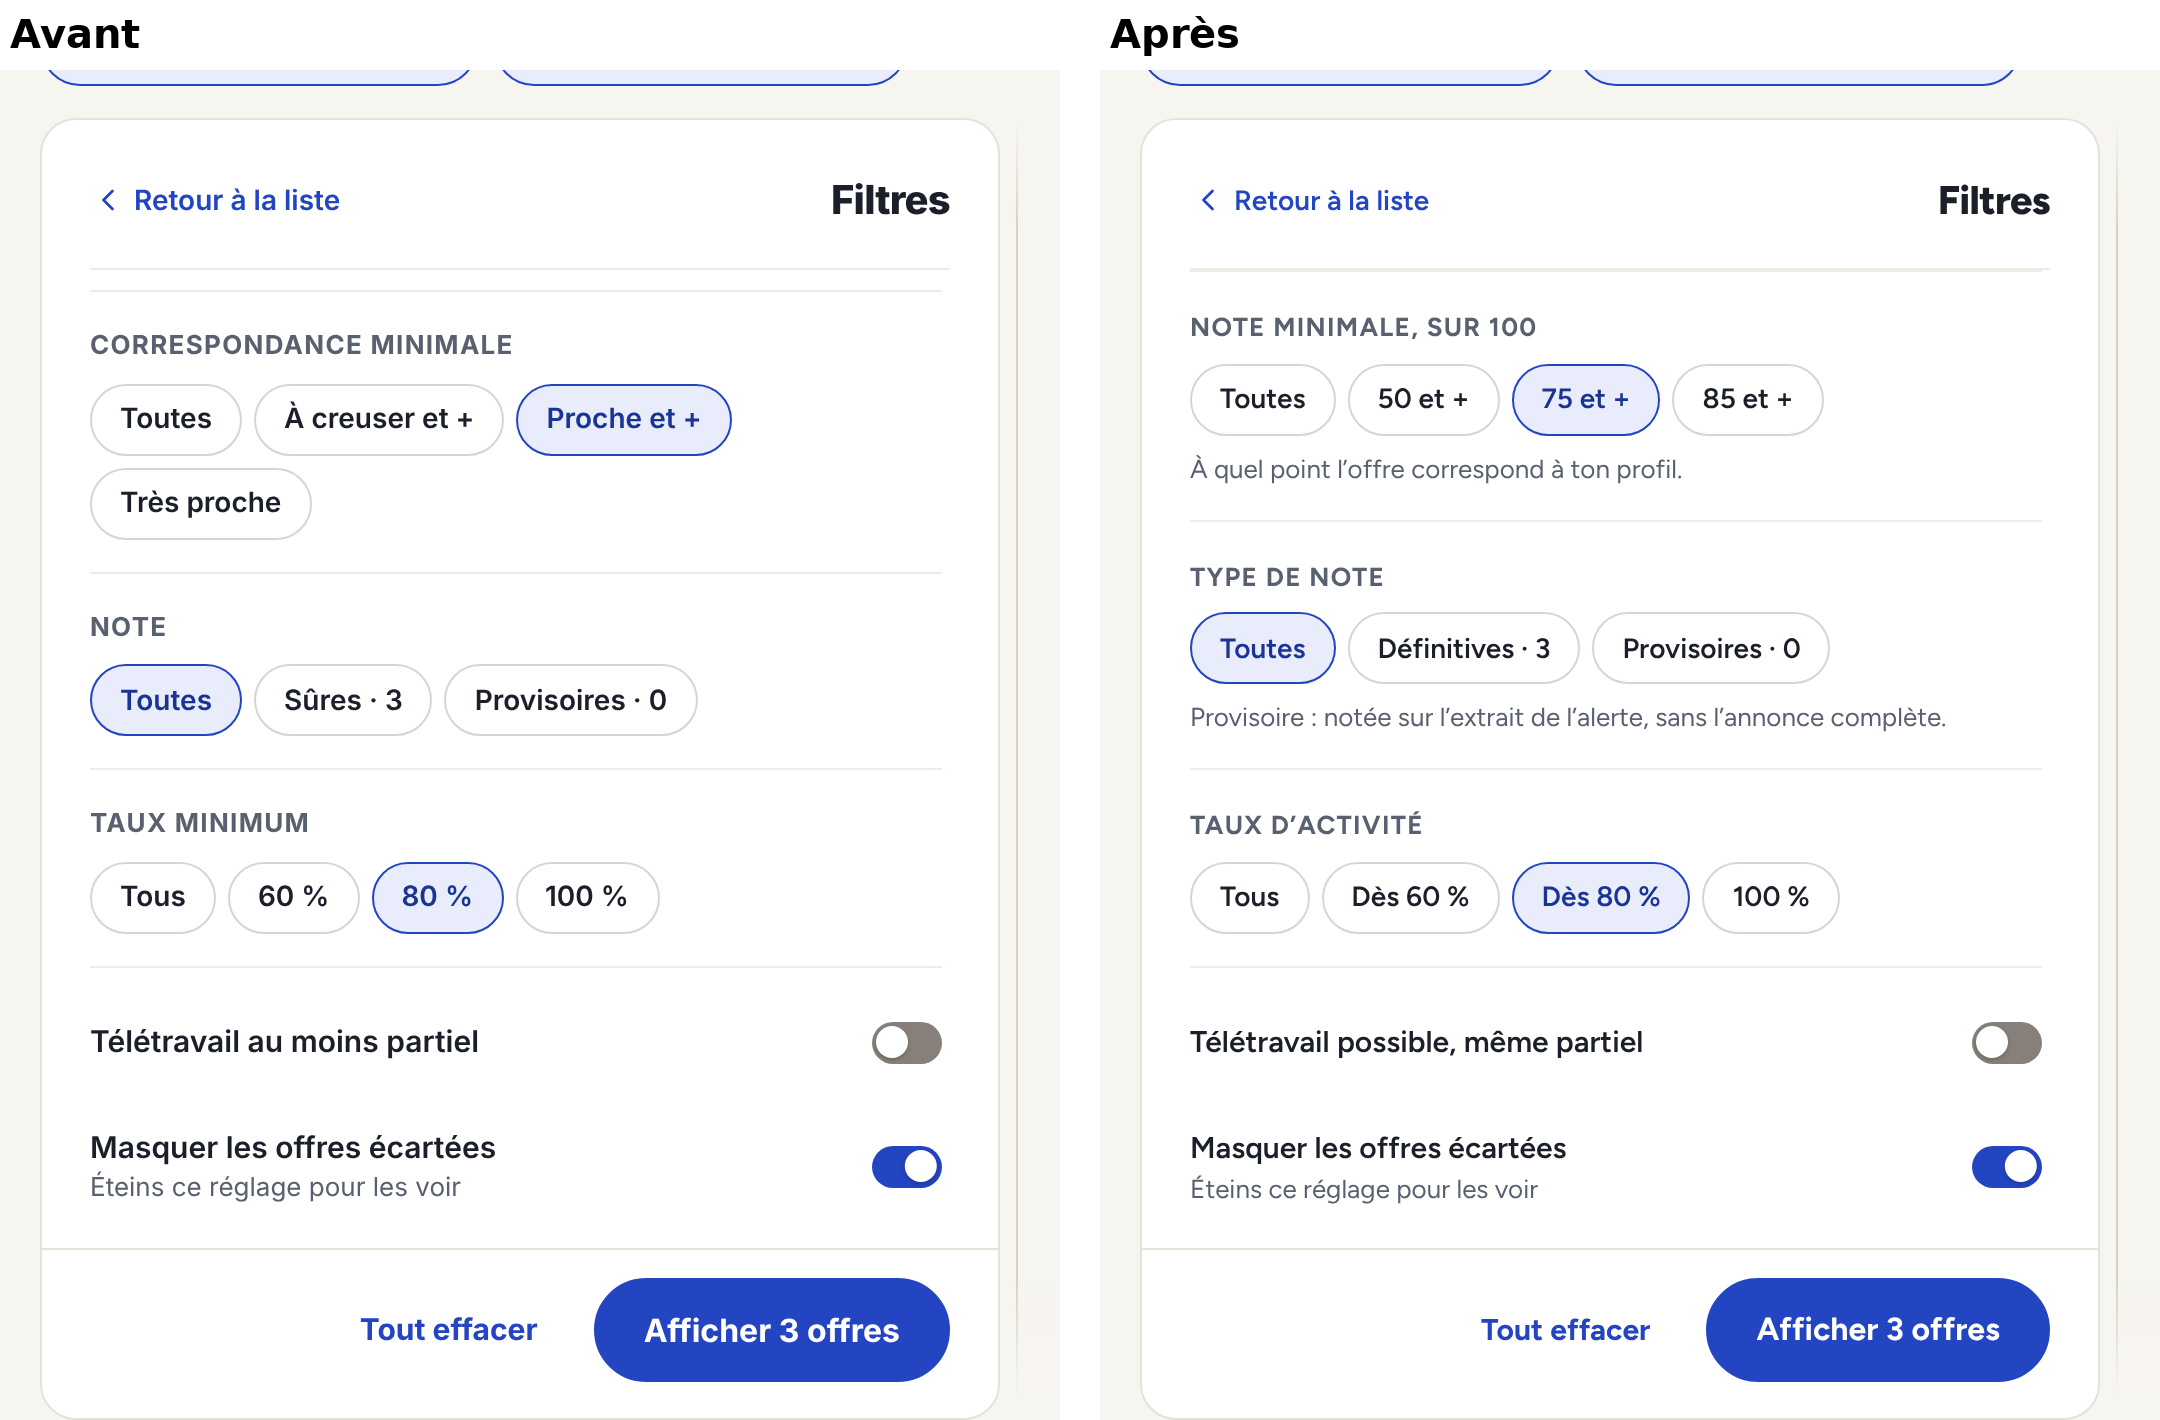 Avant
Retour à la liste
Filtres
CORRESPONDANCE MINIMALE
Toutes
À creuser et +
Proche et +
Très proche
NOTE
Toutes
Sûres · 3
Provisoires · 0
TAUX MINIMUM
Tous
60 %
80 %
100 %
Télétravail au moins partiel
Masquer les offres écartées
Éteins ce réglage pour les voir
Tout effacer
Afficher 3 offres
Après
Retour à la liste
Filtres
NOTE MINIMALE, SUR 100
Toutes
50 et +
75 et +
85 et +
À quel point l’offre correspond à ton profil.
TYPE DE NOTE
Toutes
Définitives · 3
Provisoires · 0
Provisoire : notée sur l’extrait de l’alerte, sans l’annonce complète.
TAUX D’ACTIVITÉ
Tous
Dès 60 %
Dès 80 %
100 %
Télétravail possible, même partiel
Masquer les offres écartées
Éteins ce réglage pour les voir
Tout effacer
Afficher 3 offres